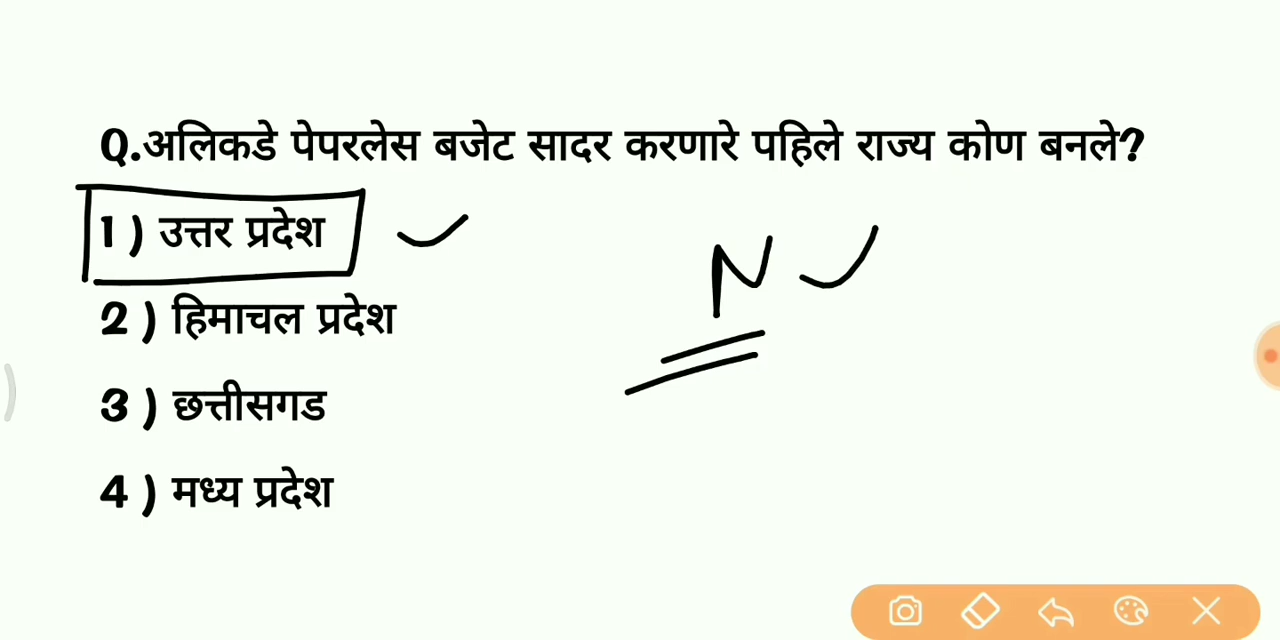 Q.अलिकडे पेपरलेस बजेट सादर करणारे पहिले राज्य कोण बनले?
1 ) उत्तर प्रदेश
N
2 ) हिमाचल प्रदेश
3 ) छत्तीसगड
4 ) मध्य प्रदेश